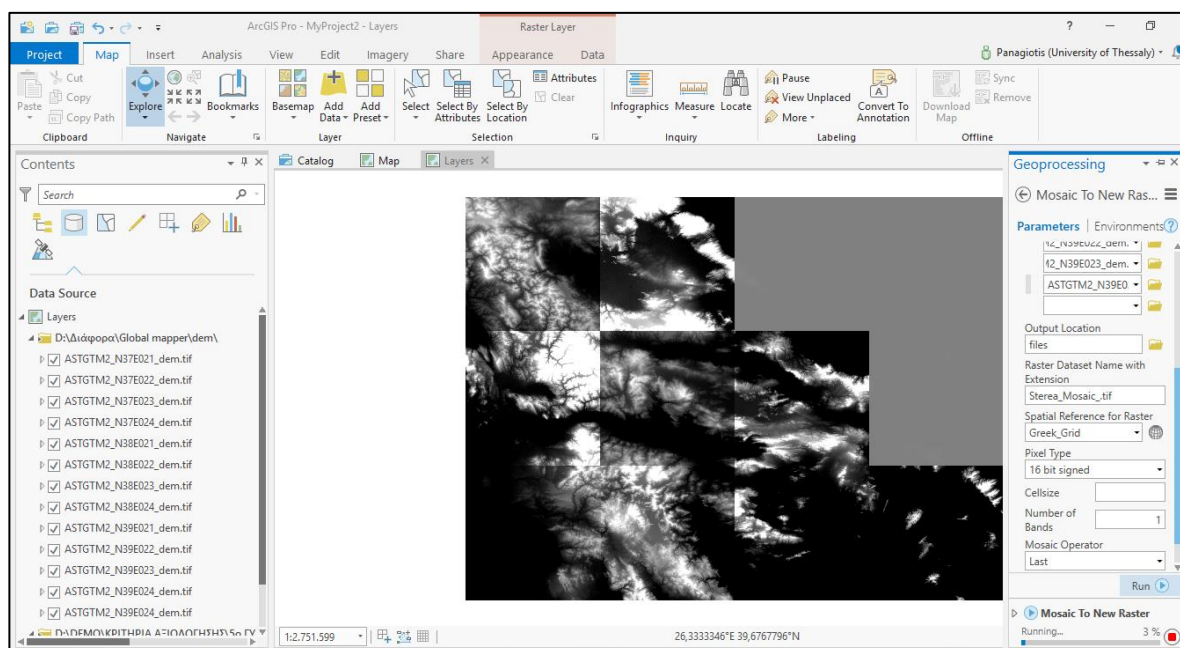 ArcGIS Pro - MyProject2 - Layers
Raster Layer
?
Project Map Insert Analysis View Edit Imagery Share Appearance Data
Panagiotis (University of Thessaly)
Paste
Cut
Copy
Copy Path
Clipboard
Explore
Bookmarks
Navigate
Basemap
Add Data
Add Preset
Layer
Select
Select By Attributes
Select By Location
Attributes
Clear
Selection
Infographics
Measure
Locate
Inquiry
Pause
View Unplaced
More
Convert To Annotation
Labeling
Download Map
Sync
Remove
Offline
Contents
Search
Data Source
Layers
D:\Διάφορα\Global mapper\dem\
ASTGTM2_N37E021_dem.tif
ASTGTM2_N37E022_dem.tif
ASTGTM2_N37E023_dem.tif
ASTGTM2_N37E024_dem.tif
ASTGTM2_N38E021_dem.tif
ASTGTM2_N38E022_dem.tif
ASTGTM2_N38E023_dem.tif
ASTGTM2_N38E024_dem.tif
ASTGTM2_N39E021_dem.tif
ASTGTM2_N39E022_dem.tif
ASTGTM2_N39E023_dem.tif
ASTGTM2_N39E024_dem.tif
ASTGTM2_N39E024_dem.tif
D:\DEMO\ΚΡΙΤΗΡΙΑ ΑΞΙΟΛΟΓΗΣΗΣ\5ο ΓΥ
Catalog Map Layers
1:2.751.599
26,3333346°E 39,6767796°N
Geoprocessing
Mosaic To New Ras...
Parameters | Environments ?
M2_N39E022_dem.
M2_N39E023_dem.
ASTGTM2_N39E0
Output Location
files
Raster Dataset Name with
Extension
Sterea_Mosaic_.tif
Spatial Reference for Raster
Greek_Grid
Pixel Type
16 bit signed
Cellsize
Number of
Bands
1
Mosaic Operator
Last
Run
Mosaic To New Raster
Running... 3 %